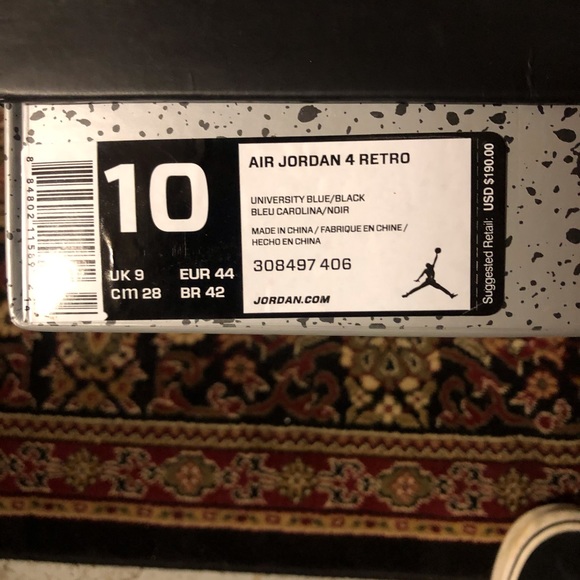 10
UK 9 EUR 44
cm 28 BR 42
AIR JORDAN 4 RETRO
UNIVERSITY BLUE/BLACK
BLEU CAROLINA/NOIR
MADE IN CHINA / FABRIQUE EN CHINE /
HECHO EN CHINA
308497 406
JORDAN.COM
Suggested Retail: USD $190.00